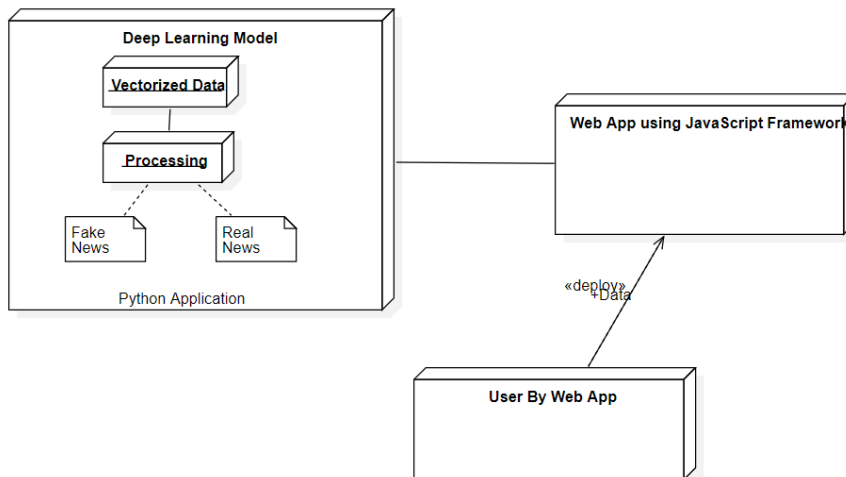 Deep Learning Model
Vectorized Data
Processing
Fake
News
Real
News
Python Application
Web App using JavaScript Framework
«deploy»
+Data
User By Web App